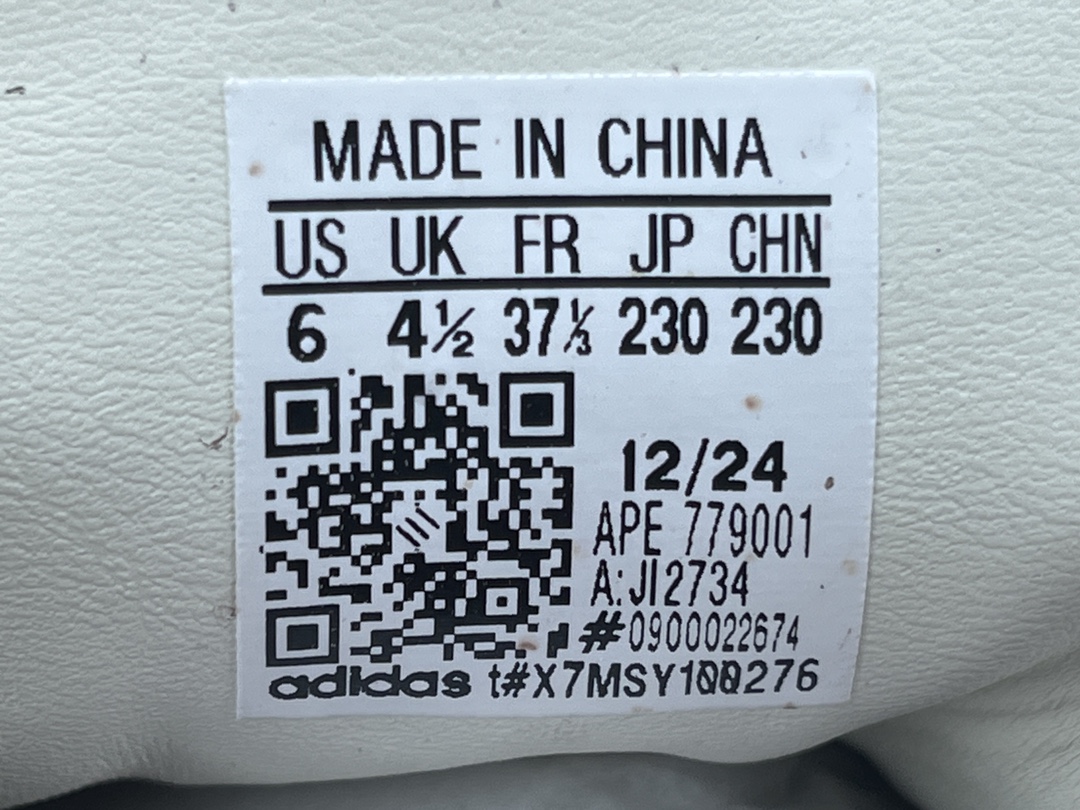 MADE IN CHINA
US UK FR JP CHN
6 4½ 37⅓ 230 230
12/24
APE 779001
A:JI2734
#0900022674
adidas t#X7MSY100276